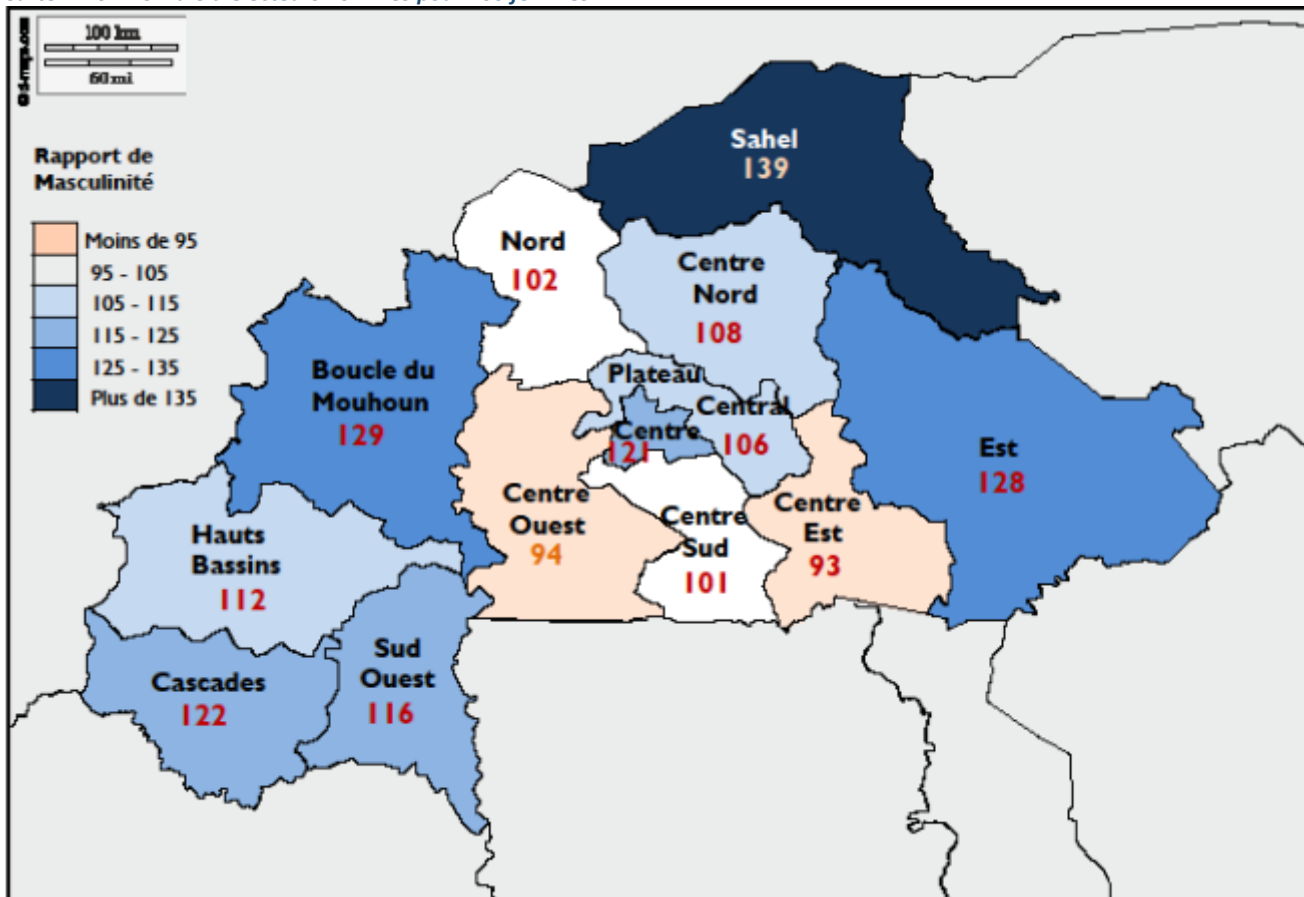 100 km
60 mi
© d-maps.com
Rapport de
Masculinité
Moins de 95
95 - 105
105 - 115
115 - 125
125 - 135
Plus de 135
Sahel
139
Nord
102
Centre
Nord
108
Boucle du
Mouhoun
129
Plateau
Central
106
Centre
121
Est
128
Centre
Ouest
94
Centre
Sud
101
Centre
Est
93
Hauts
Bassins
112
Cascades
122
Sud
Ouest
116